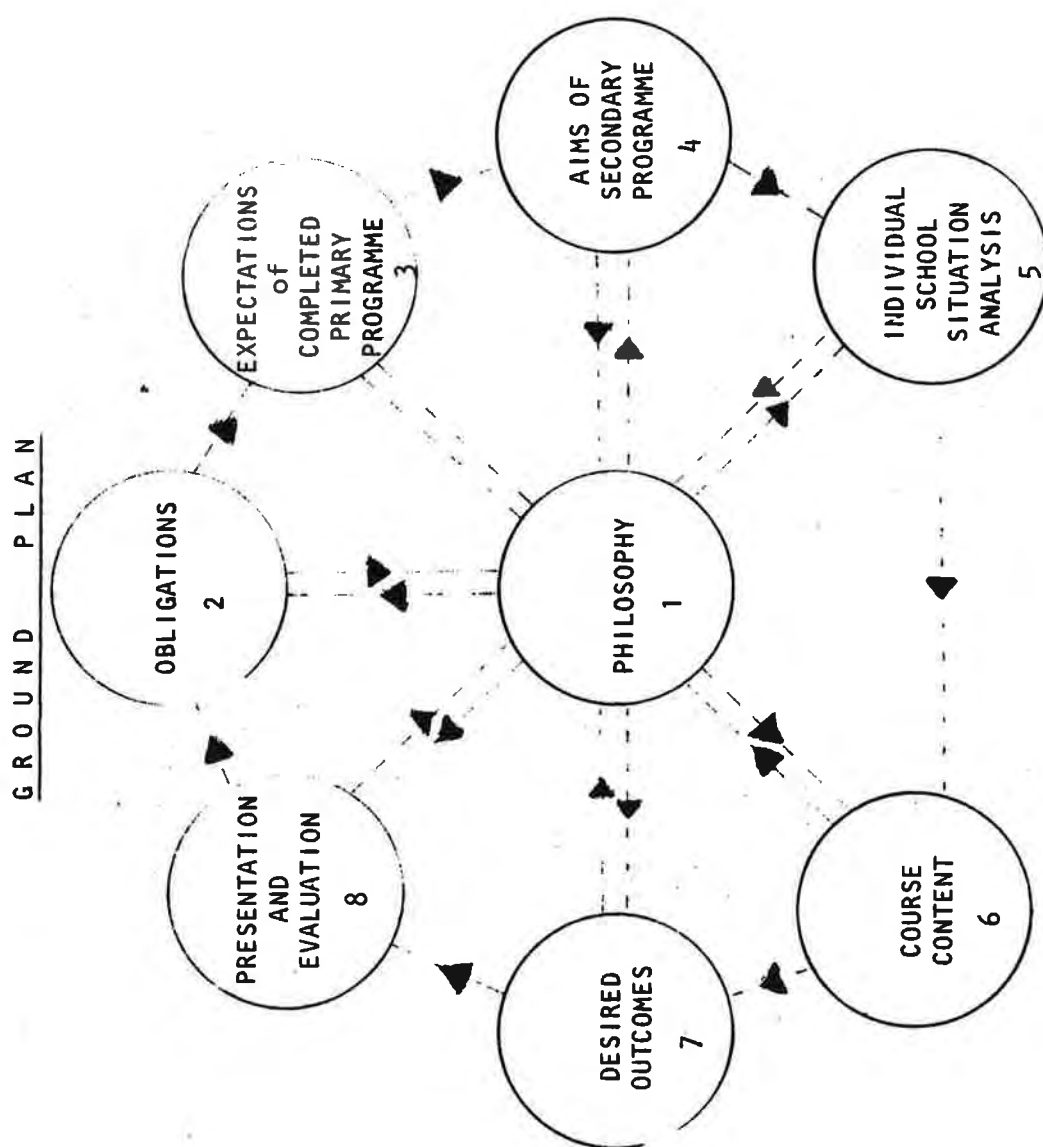 GROUND PLAN
PHILOSOPHY
1
OBLIGATIONS
2
EXPECTATIONS
of
COMPLETED
PRIMARY
PROGRAMME
3
AIMS OF
SECONDARY
PROGRAMME
4
INDIVIDUAL
SCHOOL
SITUATION
ANALYSIS
5
COURSE
CONTENT
6
DESIRED
OUTCOMES
7
PRESENTATION
AND
EVALUATION
8